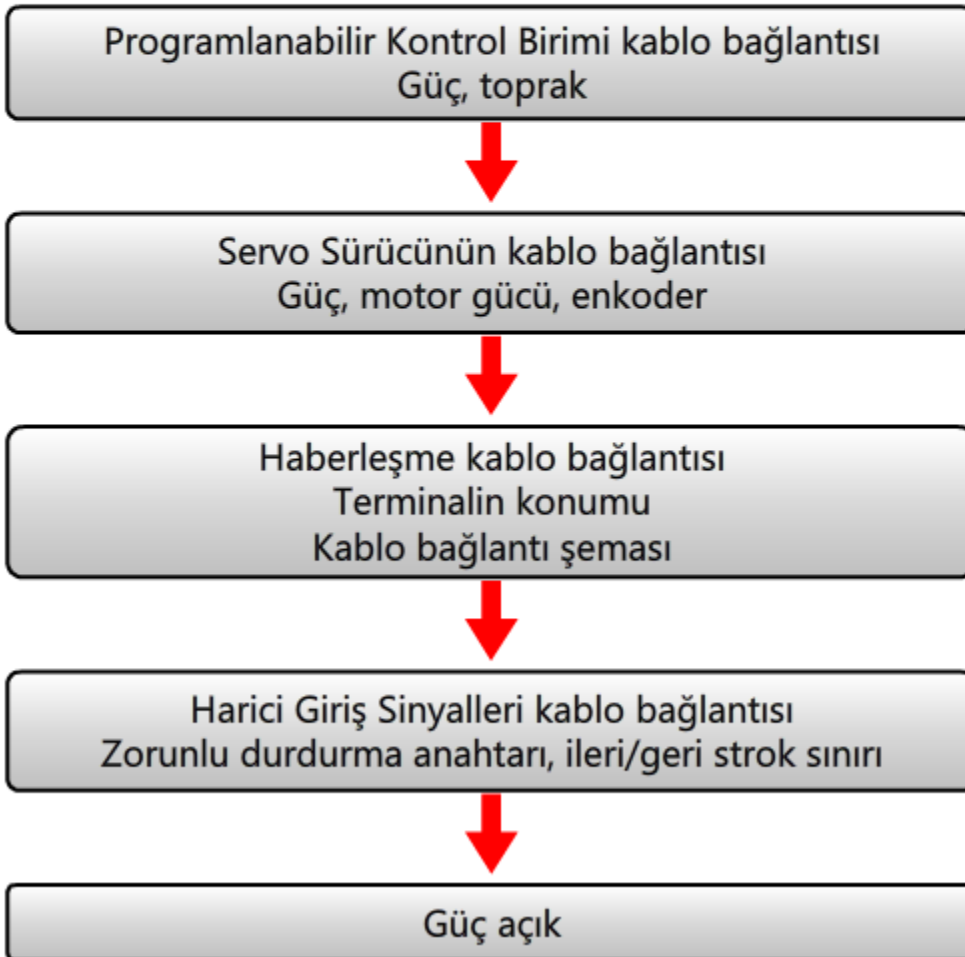 Programlanabilir Kontrol Birimi kablo bağlantısı
Güç, toprak
Servo Sürücünün kablo bağlantısı
Güç, motor gücü, enkoder
Haberleşme kablo bağlantısı
Terminalin konumu
Kablo bağlantı şeması
Harici Giriş Sinyalleri kablo bağlantısı
Zorunlu durdurma anahtarı, ileri/geri strok sınırı
Güç açık